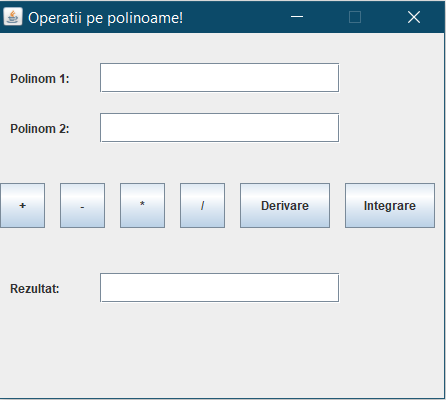 Operatii pe polinoame!
Polinom 1:
Polinom 2:
+ - * / Derivare Integrare
Rezultat: